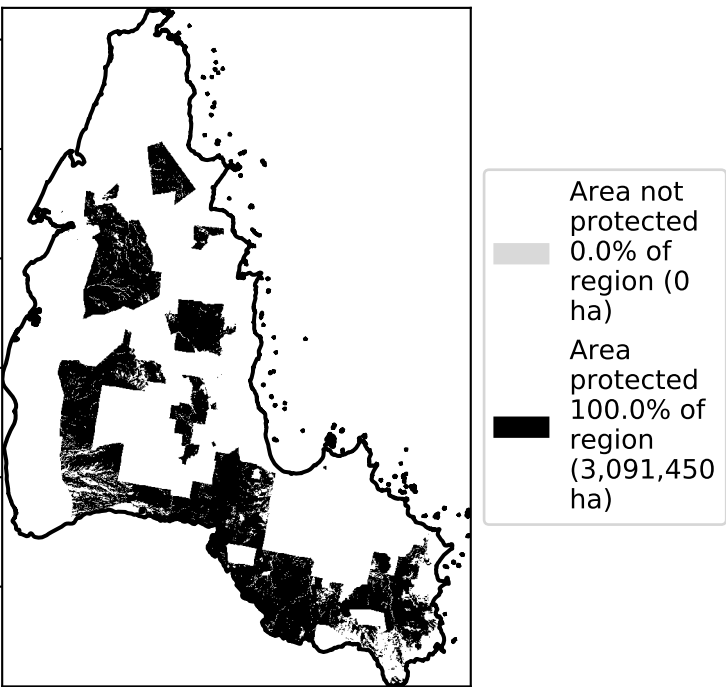 Area not
protected
0.0% of
region (0
ha)
Area
protected
100.0% of
region
(3,091,450
ha)